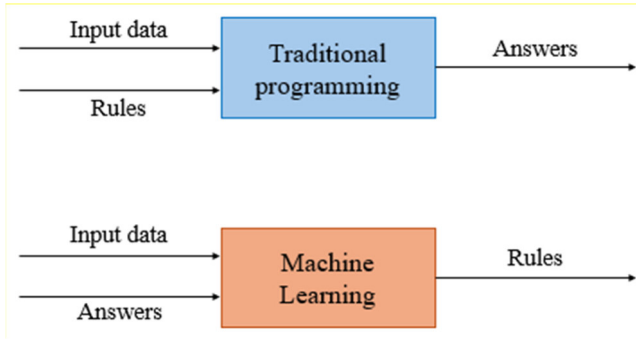 Input data
Rules
Traditional
programming
Answers
Input data
Answers
Machine
Learning
Rules